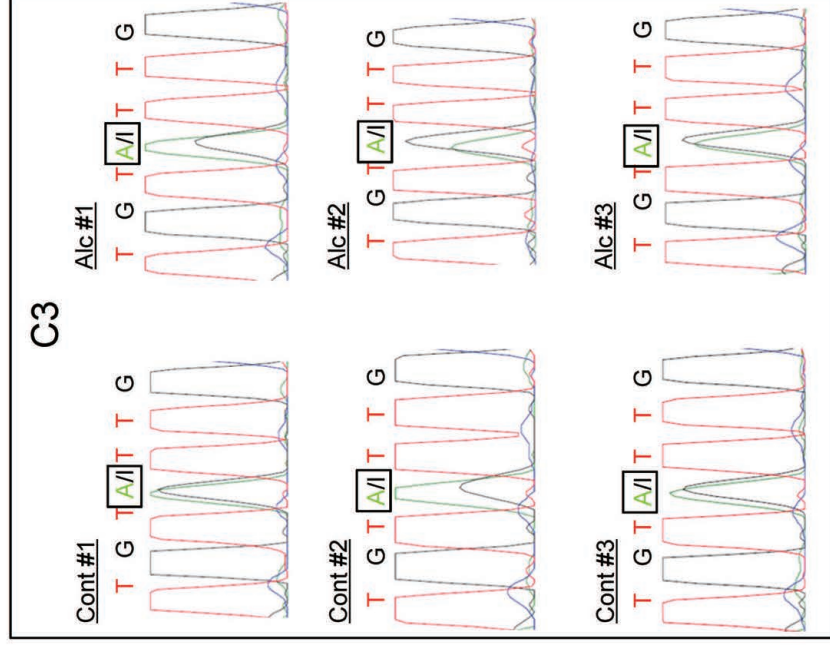 C3
Cont #1
T G T A/I T T G
Alc #1
T G T A/I T T G
Cont #2
T G T A/I T T G
Alc #2
T G T A/I T T G
Cont #3
T G T A/I T T G
Alc #3
T G T A/I T T G